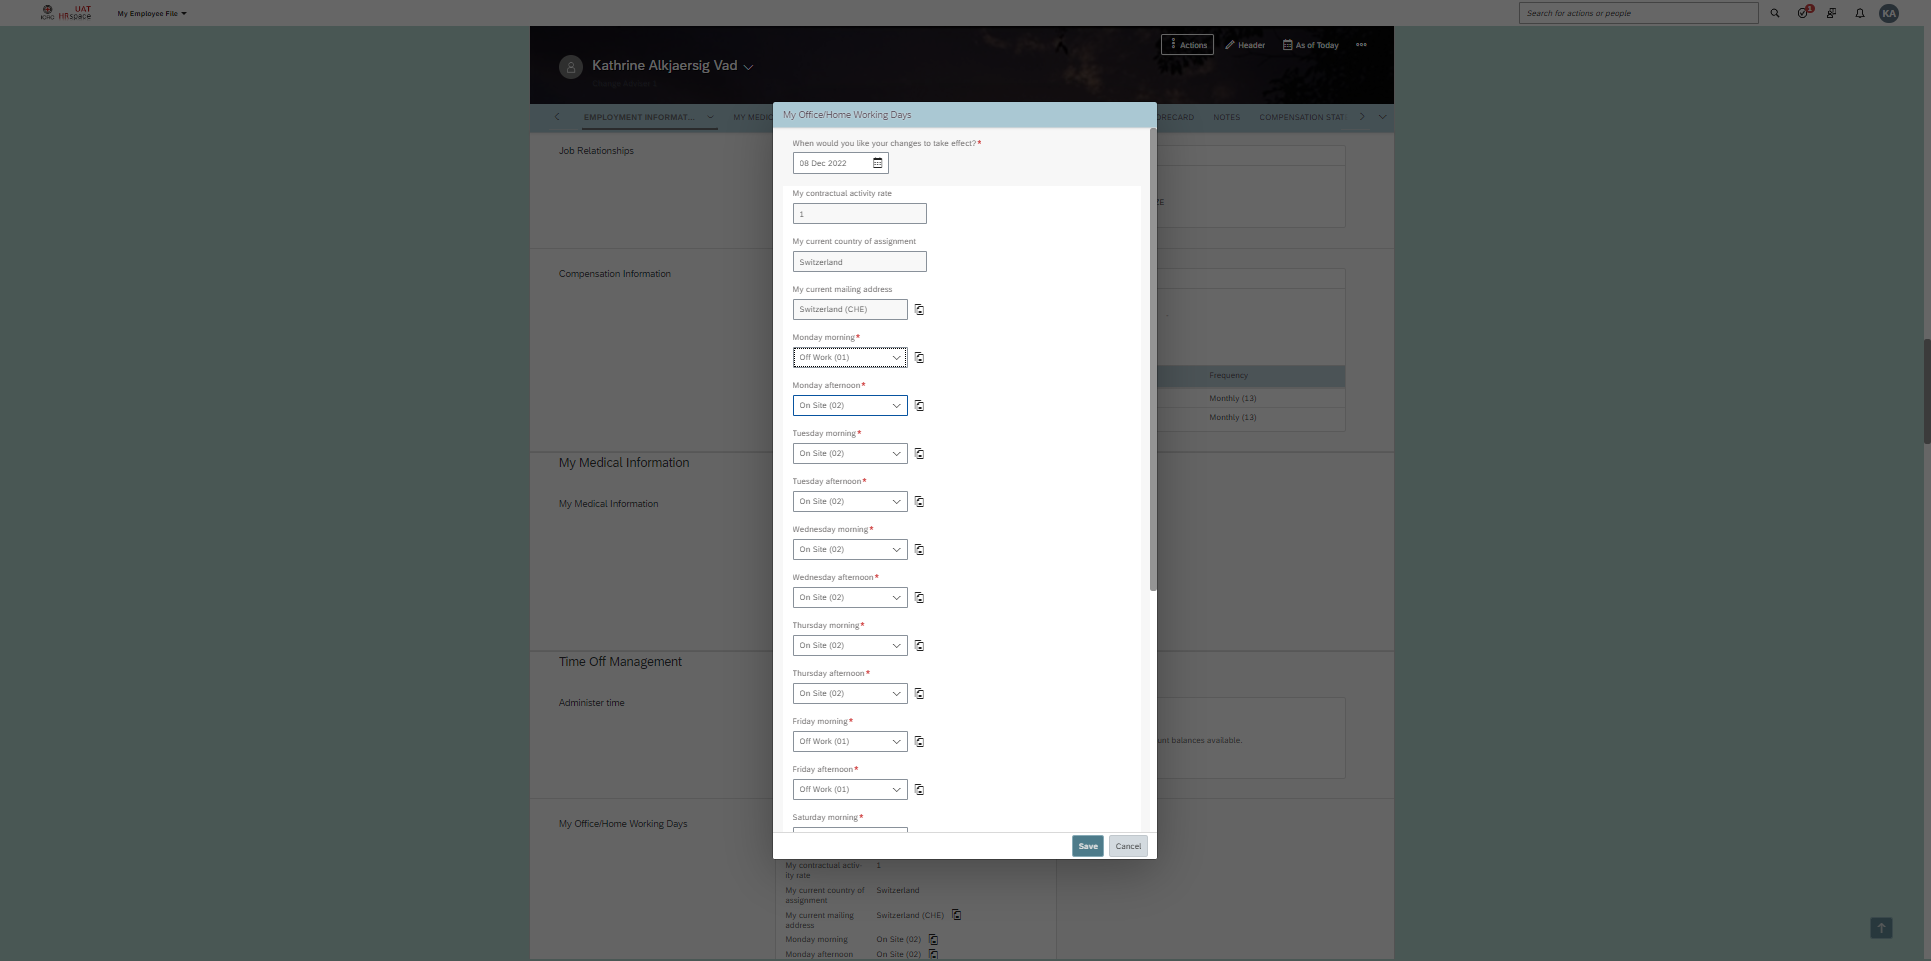 ICRC
UAT
HRspace
My Employee File
Search for actions or people
1
KA
Actions
Header
As of Today
Kathrine Alkjaersig Vad
EMPLOYMENT INFORMAT...
MY MEDIC
ORECARD
NOTES
COMPENSATION STAT
My Office/Home Working Days
When would you like your changes to take effect?*
08 Dec 2022
My contractual activity rate
1
My current country of assignment
Switzerland
My current mailing address
Switzerland (CHE)
Monday morning*
Off Work (01)
Monday afternoon*
On Site (02)
Tuesday morning*
On Site (02)
Tuesday afternoon*
On Site (02)
Wednesday morning*
On Site (02)
Wednesday afternoon*
On Site (02)
Thursday morning*
On Site (02)
Thursday afternoon*
On Site (02)
Friday morning*
Off Work (01)
Friday afternoon*
Off Work (01)
Saturday morning*
Save
Cancel
Job Relationships
Compensation Information
Frequency
Monthly (13)
Monthly (13)
My Medical Information
My Medical Information
Time Off Management
Administer time
unt balances available.
My Office/Home Working Days
My contractual activ-
ity rate
1
My current country of
assignment
Switzerland
My current mailing
address
Switzerland (CHE)
Monday morning
On Site (02)
Monday afternoon
On Site (02)